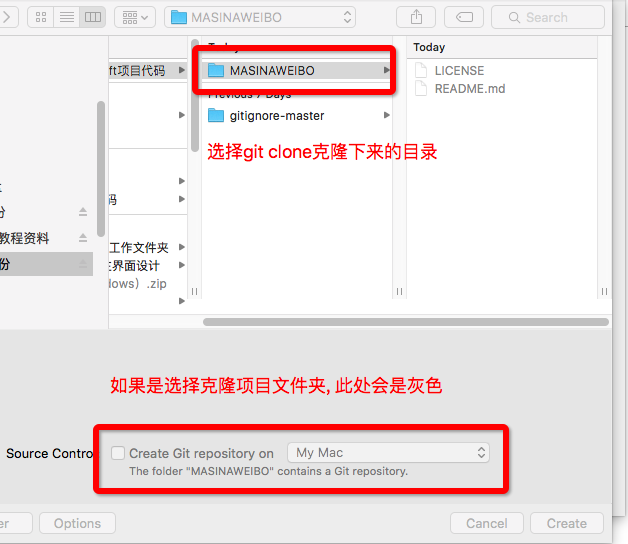 MASINAWEIBO
Search
Today
Today
ft项目代码
MASINAWEIBO
LICENSE
README.md
Previous 7 Days
gitignore-master
选择git clone克隆下来的目录
码
份
教程资料
工作文件夹
份
主界面设计
dows）.zip
如果是选择克隆项目文件夹, 此处会是灰色
Source Contro
Create Git repository on
My Mac
The folder "MASINAWEIBO" contains a Git repository.
er
Options
Cancel
Create